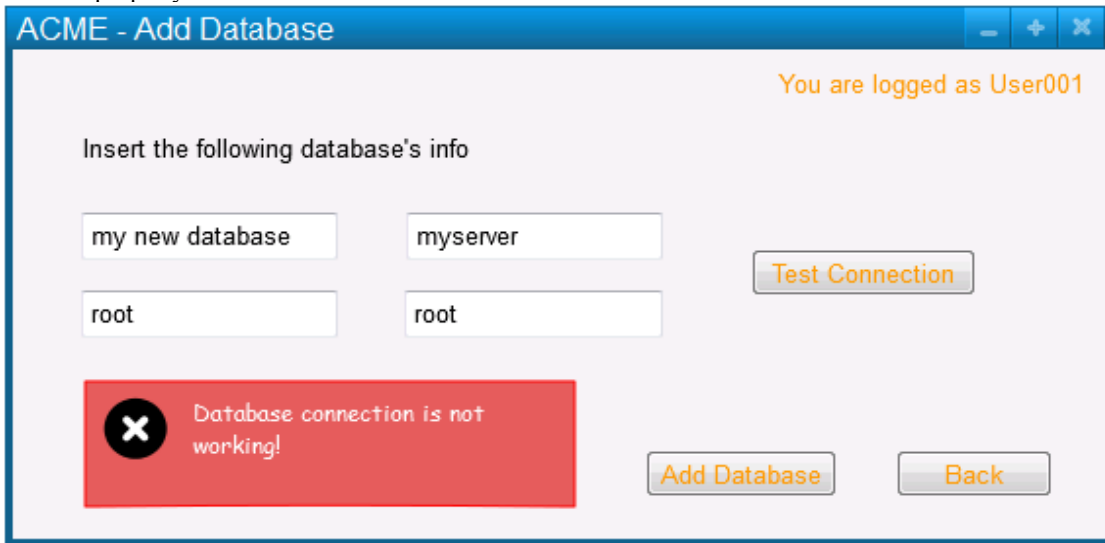 ACME - Add Database
You are logged as User001
Insert the following database's info
my new database
myserver
Test Connection
root
root
Database connection is not
working!
Add Database
Back